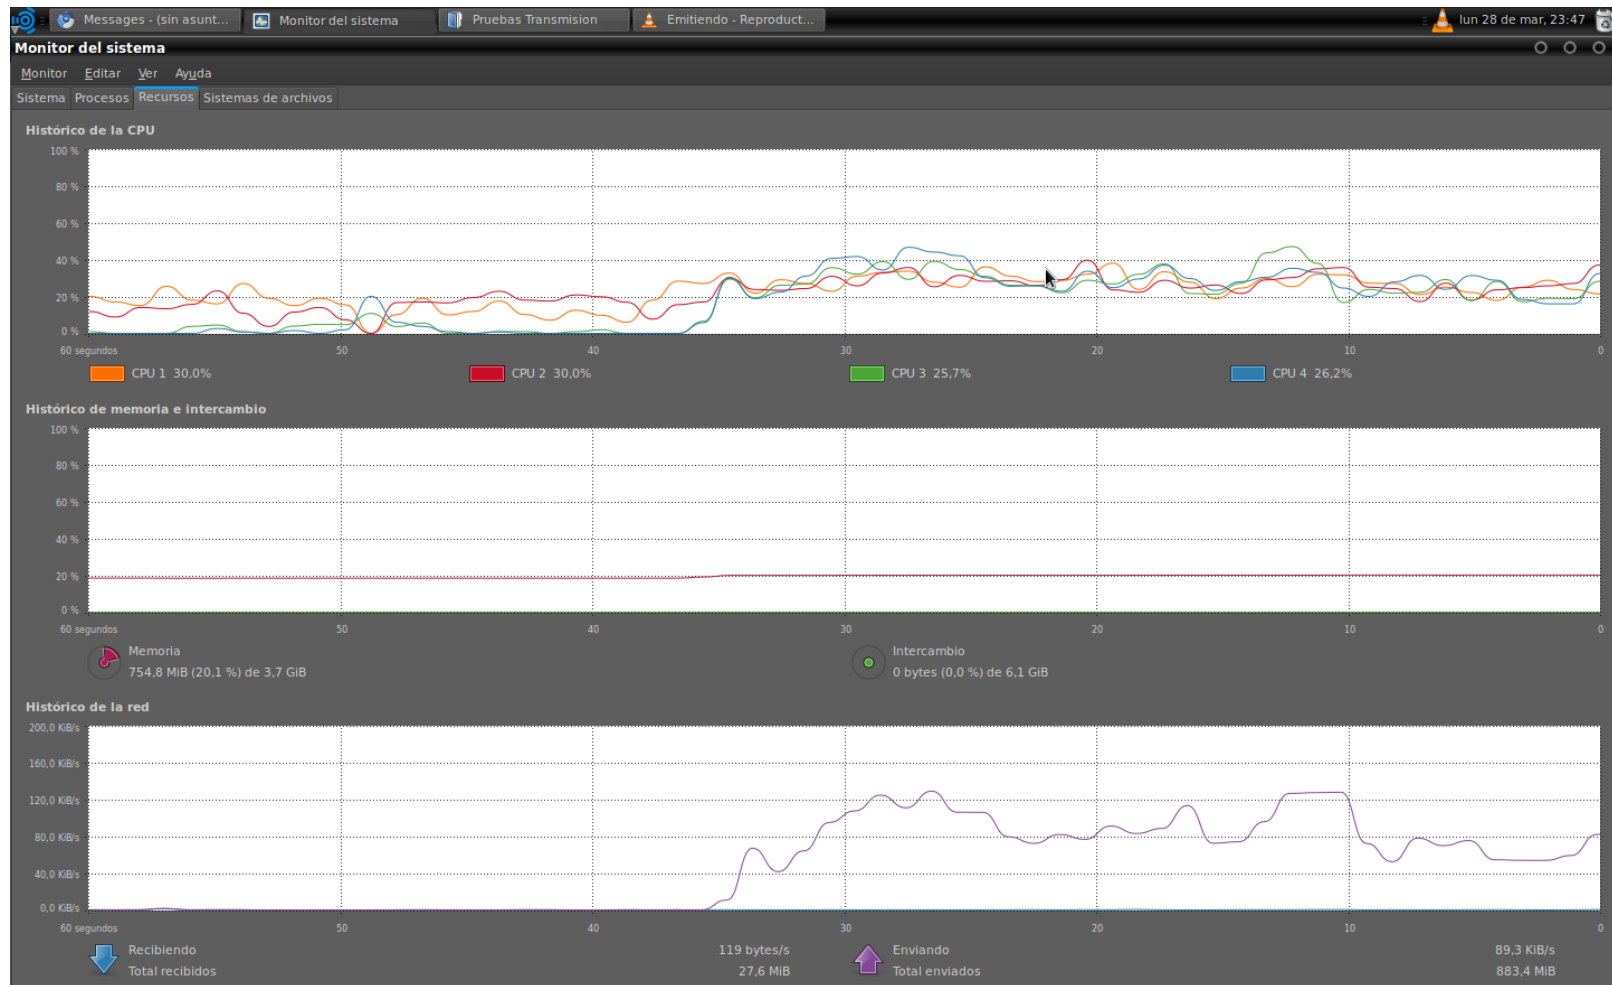 Messages - (sin asunt... Monitor del sistema Pruebas Transmision Emitiendo - Reproduct... lun 28 de mar, 23:47
Monitor del sistema
Monitor Editar Ver Ayuda
Sistema Procesos Recursos Sistemas de archivos
Histórico de la CPU
100 %
80 %
60 %
40 %
20 %
0 %
60 segundos 50 40 30 20 10 0
CPU 1 30,0% CPU 2 30,0% CPU 3 25,7% CPU 4 26,2%
Histórico de memoria e intercambio
100 %
80 %
60 %
40 %
20 %
0 %
60 segundos 50 40 30 20 10 0
Memoria Intercambio
754,8 MiB (20,1 %) de 3,7 GiB 0 bytes (0,0 %) de 6,1 GiB
Histórico de la red
200,0 KiB/s
160,0 KiB/s
120,0 KiB/s
80,0 KiB/s
40,0 KiB/s
0,0 KiB/s
60 segundos 50 40 30 20 10 0
Recibiendo 119 bytes/s Enviando 89,3 KiB/s
Total recibidos 27,6 MiB Total enviados 883,4 MiB